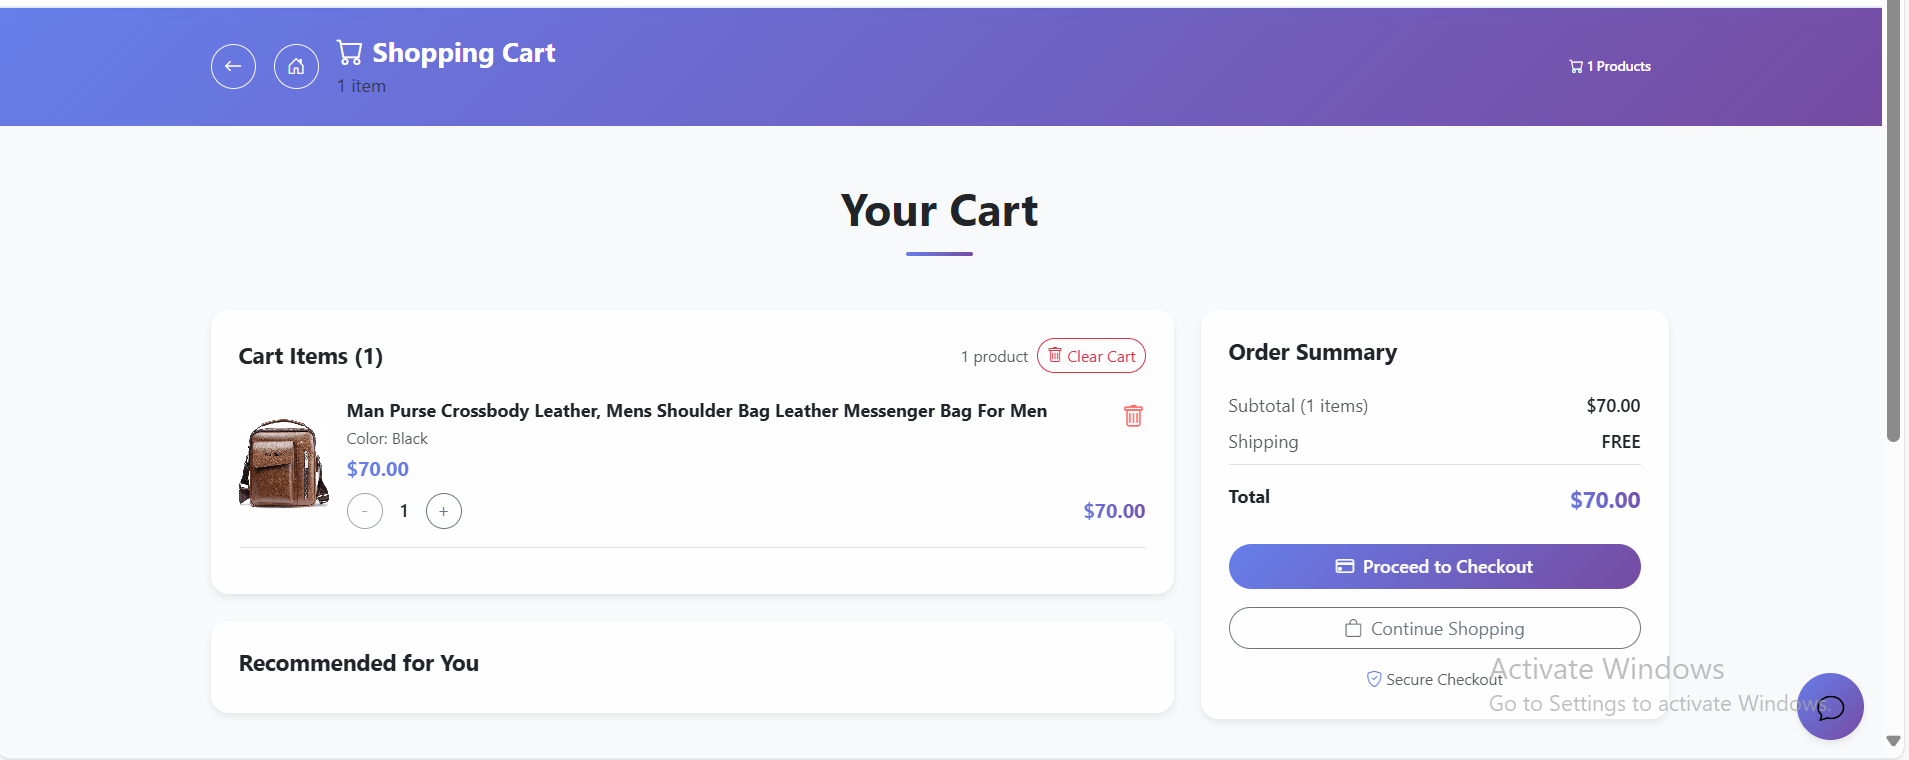 Shopping Cart
1 item
1 Products
Your Cart
Cart Items (1)
1 product
Clear Cart
Man Purse Crossbody Leather, Mens Shoulder Bag Leather Messenger Bag For Men
Color: Black
$70.00
- 1 +
$70.00
Recommended for You
Order Summary
Subtotal (1 items) $70.00
Shipping FREE
Total $70.00
Proceed to Checkout
Continue Shopping
Secure Checkout
Activate Windows
Go to Settings to activate Windows.